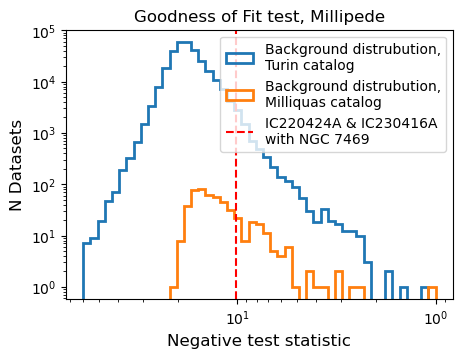 Goodness of Fit test, Millipede
N Datasets
10⁵
10⁴
10³
10²
10¹
10⁰
Background distrubution,
Turin catalog
Background distrubution,
Milliquas catalog
IC220424A & IC230416A
with NGC 7469
10¹ 10⁰
Negative test statistic